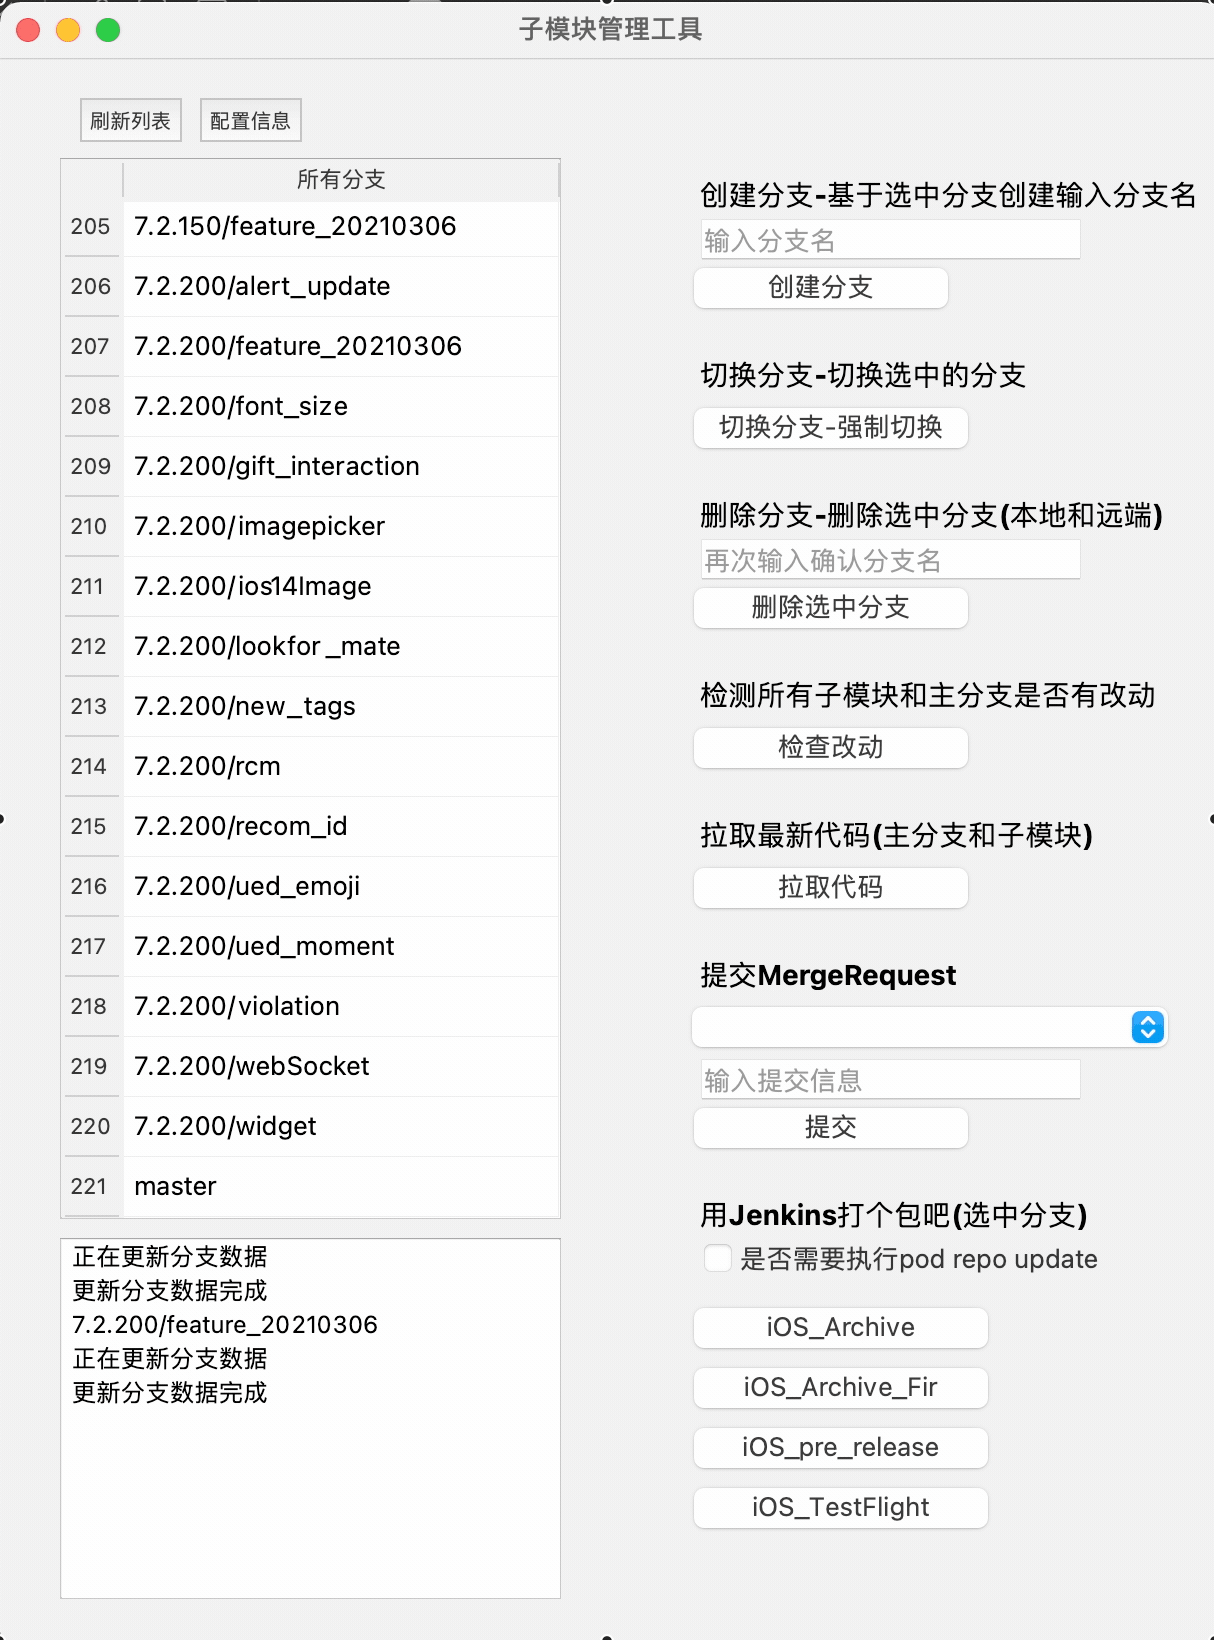 子模块管理工具
刷新列表 配置信息
所有分支
205 7.2.150/feature_20210306
206 7.2.200/alert_update
207 7.2.200/feature_20210306
208 7.2.200/font_size
209 7.2.200/gift_interaction
210 7.2.200/imagepicker
211 7.2.200/ios14Image
212 7.2.200/lookfor_mate
213 7.2.200/new_tags
214 7.2.200/rcm
215 7.2.200/recom_id
216 7.2.200/ued_emoji
217 7.2.200/ued_moment
218 7.2.200/violation
219 7.2.200/webSocket
220 7.2.200/widget
221 master
正在更新分支数据
更新分支数据完成
7.2.200/feature_20210306
正在更新分支数据
更新分支数据完成
创建分支-基于选中分支创建输入分支名
输入分支名
创建分支
切换分支-切换选中的分支
切换分支-强制切换
删除分支-删除选中分支(本地和远端)
再次输入确认分支名
删除选中分支
检测所有子模块和主分支是否有改动
检查改动
拉取最新代码(主分支和子模块)
拉取代码
提交MergeRequest
输入提交信息
提交
用Jenkins打个包吧(选中分支)
是否需要执行pod repo update
iOS_Archive
iOS_Archive_Fir
iOS_pre_release
iOS_TestFlight